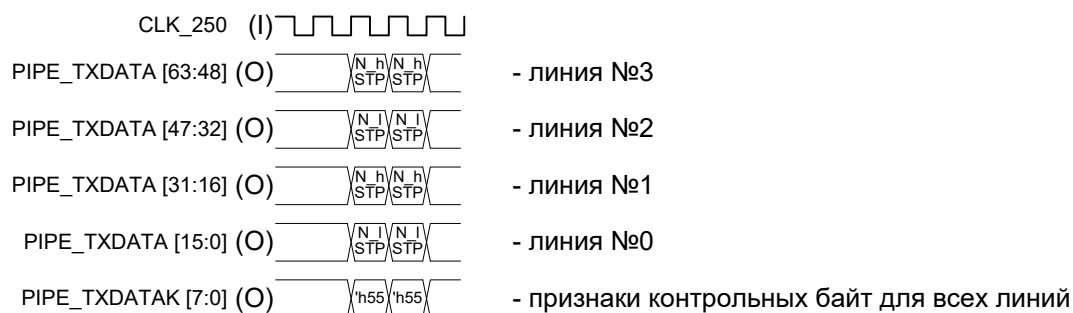 CLK_250 (I)
PIPE_TXDATA [63:48] (O) N_h STP N_h STP - линия №3
PIPE_TXDATA [47:32] (O) N_l STP N_l STP - линия №2
PIPE_TXDATA [31:16] (O) N_h STP N_h STP - линия №1
PIPE_TXDATA [15:0] (O) N_l STP N_l STP - линия №0
PIPE_TXDATAK [7:0] (O) 'h55 'h55 - признаки контрольных байт для всех линий